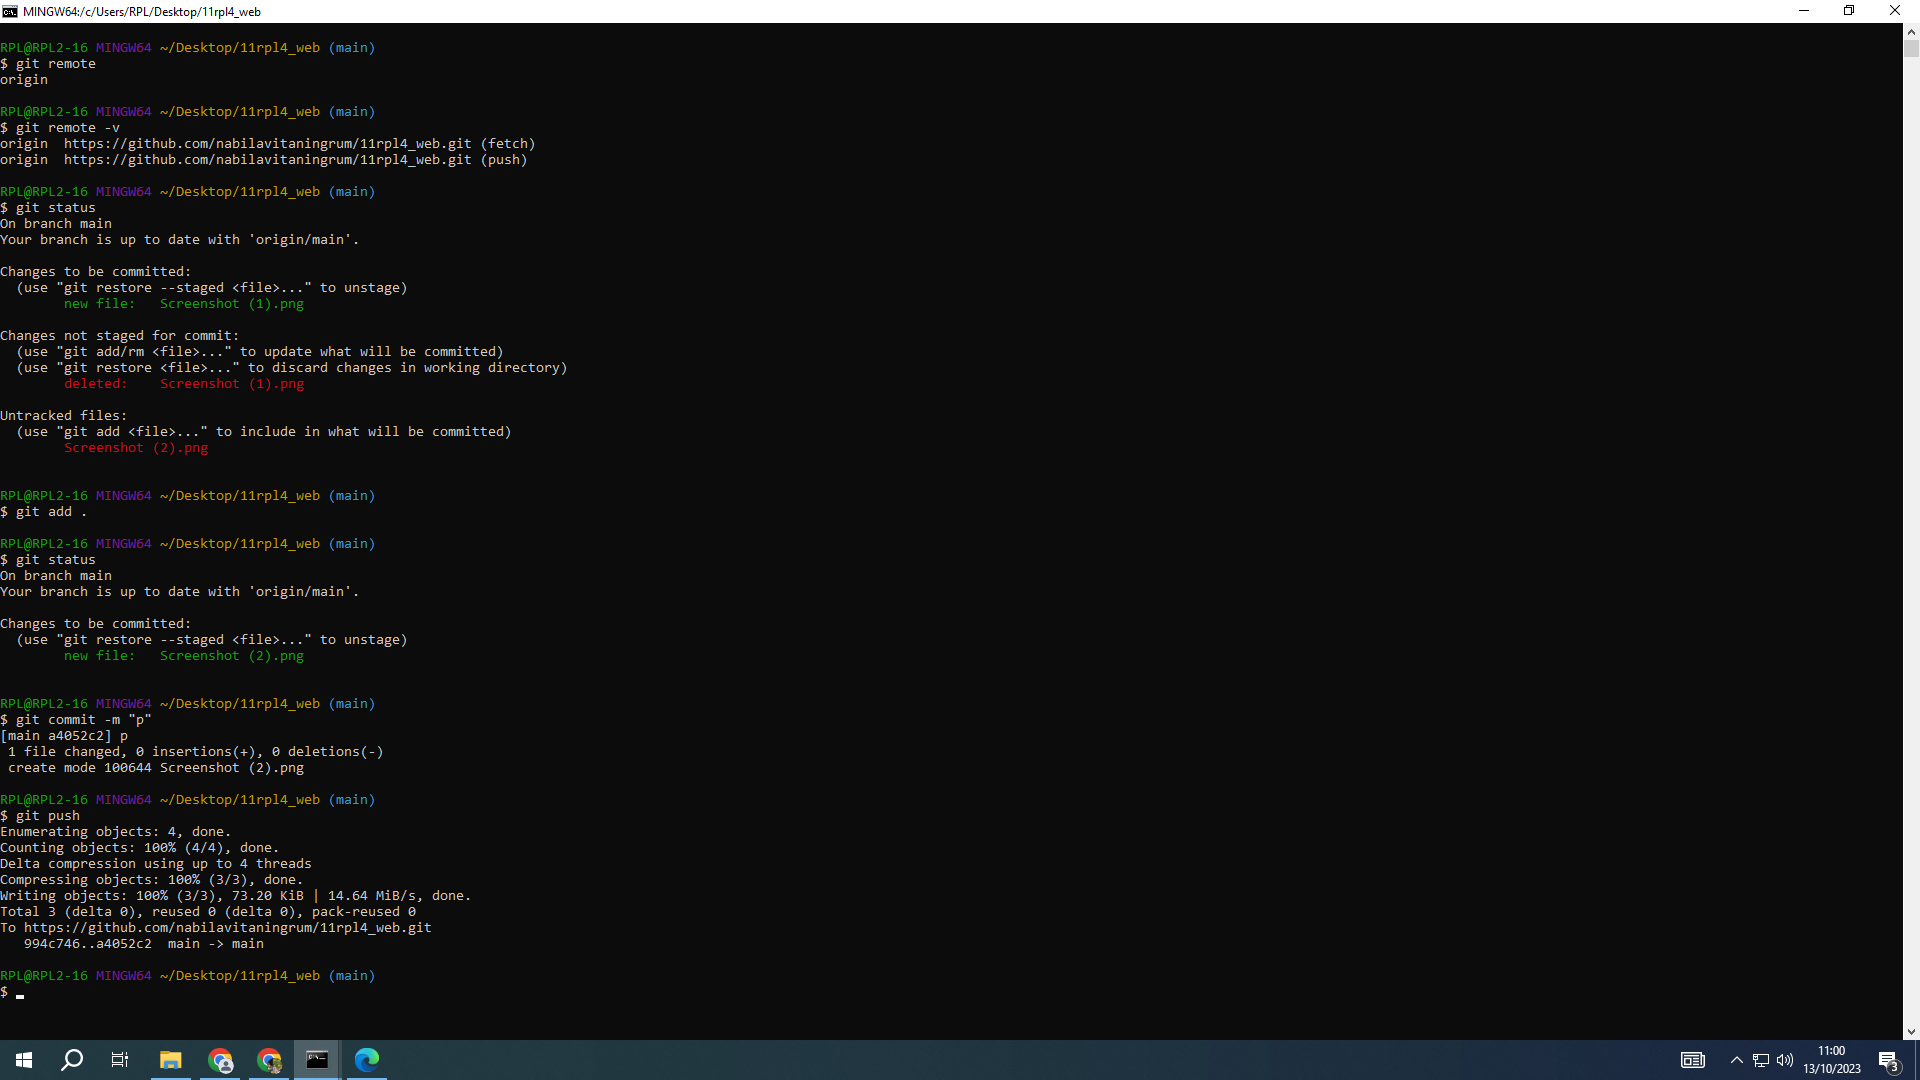 MINGW64:/c/Users/RPL/Desktop/11rpl4_web
RPL@RPL2-16 MINGW64 ~/Desktop/11rpl4_web (main)
$ git remote
origin
RPL@RPL2-16 MINGW64 ~/Desktop/11rpl4_web (main)
$ git remote -v
origin  https://github.com/nabilavitaningrum/11rpl4_web.git (fetch)
origin  https://github.com/nabilavitaningrum/11rpl4_web.git (push)
RPL@RPL2-16 MINGW64 ~/Desktop/11rpl4_web (main)
$ git status
On branch main
Your branch is up to date with 'origin/main'.
Changes to be committed:
  (use "git restore --staged <file>..." to unstage)
        new file:   Screenshot (1).png
Changes not staged for commit:
  (use "git add/rm <file>..." to update what will be committed)
  (use "git restore <file>..." to discard changes in working directory)
        deleted:    Screenshot (1).png
Untracked files:
  (use "git add <file>..." to include in what will be committed)
        Screenshot (2).png
RPL@RPL2-16 MINGW64 ~/Desktop/11rpl4_web (main)
$ git add .
RPL@RPL2-16 MINGW64 ~/Desktop/11rpl4_web (main)
$ git status
On branch main
Your branch is up to date with 'origin/main'.
Changes to be committed:
  (use "git restore --staged <file>..." to unstage)
        new file:   Screenshot (2).png
RPL@RPL2-16 MINGW64 ~/Desktop/11rpl4_web (main)
$ git commit -m "p"
[main a4052c2] p
 1 file changed, 0 insertions(+), 0 deletions(-)
 create mode 100644 Screenshot (2).png
RPL@RPL2-16 MINGW64 ~/Desktop/11rpl4_web (main)
$ git push
Enumerating objects: 4, done.
Counting objects: 100% (4/4), done.
Delta compression using up to 4 threads
Compressing objects: 100% (3/3), done.
Writing objects: 100% (3/3), 73.20 KiB | 14.64 MiB/s, done.
Total 3 (delta 0), reused 0 (delta 0), pack-reused 0
To https://github.com/nabilavitaningrum/11rpl4_web.git
   994c746..a4052c2  main -> main
RPL@RPL2-16 MINGW64 ~/Desktop/11rpl4_web (main)
$
11:00
13/10/2023
3